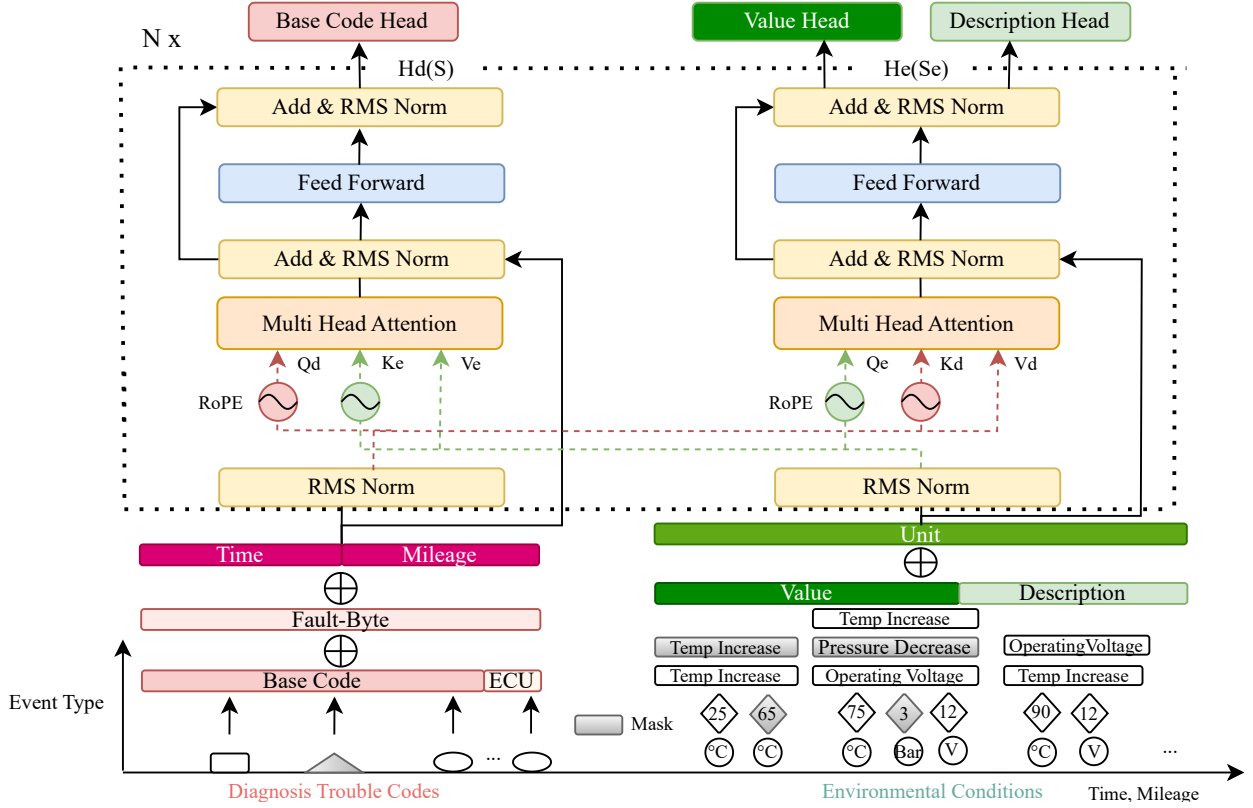 Base Code Head
Value Head
Description Head
N x
Hd(S)
He(Se)
Add & RMS Norm
Add & RMS Norm
Feed Forward
Feed Forward
Add & RMS Norm
Add & RMS Norm
Multi Head Attention
Multi Head Attention
Qd
Ke
Ve
Qe
Kd
Vd
RoPE
RoPE
RMS Norm
RMS Norm
Unit
Time
Mileage
Value
Description
Fault-Byte
Temp Increase
Temp Increase
Pressure Decrease
OperatingVoltage
Base Code
ECU
Temp Increase
Operating Voltage
Temp Increase
Event Type
Mask
25
65
75
3
12
90
12
...
°C
°C
°C
Bar
V
°C
V
...
Diagnosis Trouble Codes
Environmental Conditions
Time, Mileage